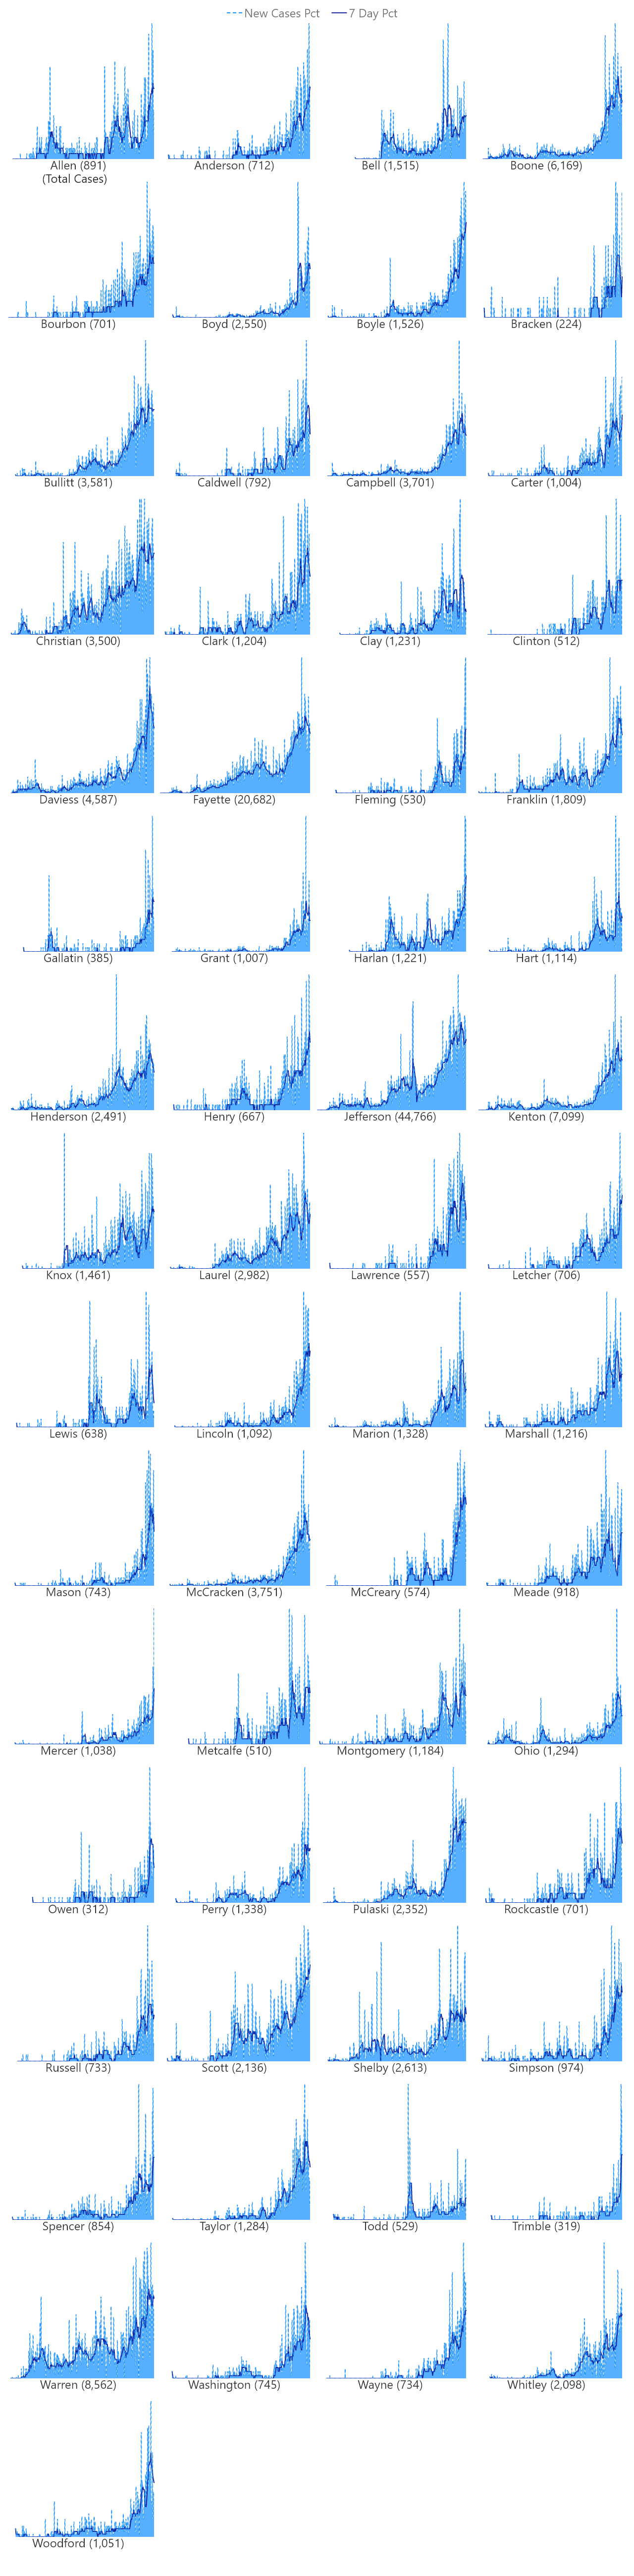 New Cases Pct 7 Day Pct
Allen (891) Anderson (712) Bell (1,515) Boone (6,169)
(Total Cases)
Bourbon (701) Boyd (2,550) Boyle (1,526) Bracken (224)
Bullitt (3,581) Caldwell (792) Campbell (3,701) Carter (1,004)
Christian (3,500) Clark (1,204) Clay (1,231) Clinton (512)
Daviess (4,587) Fayette (20,682) Fleming (530) Franklin (1,809)
Gallatin (385) Grant (1,007) Harlan (1,221) Hart (1,114)
Henderson (2,491) Henry (667) Jefferson (44,766) Kenton (7,099)
Knox (1,461) Laurel (2,982) Lawrence (557) Letcher (706)
Lewis (638) Lincoln (1,092) Marion (1,328) Marshall (1,216)
Mason (743) McCracken (3,751) McCreary (574) Meade (918)
Mercer (1,038) Metcalfe (510) Montgomery (1,184) Ohio (1,294)
Owen (312) Perry (1,338) Pulaski (2,352) Rockcastle (701)
Russell (733) Scott (2,136) Shelby (2,613) Simpson (974)
Spencer (854) Taylor (1,284) Todd (529) Trimble (319)
Warren (8,562) Washington (745) Wayne (734) Whitley (2,098)
Woodford (1,051)